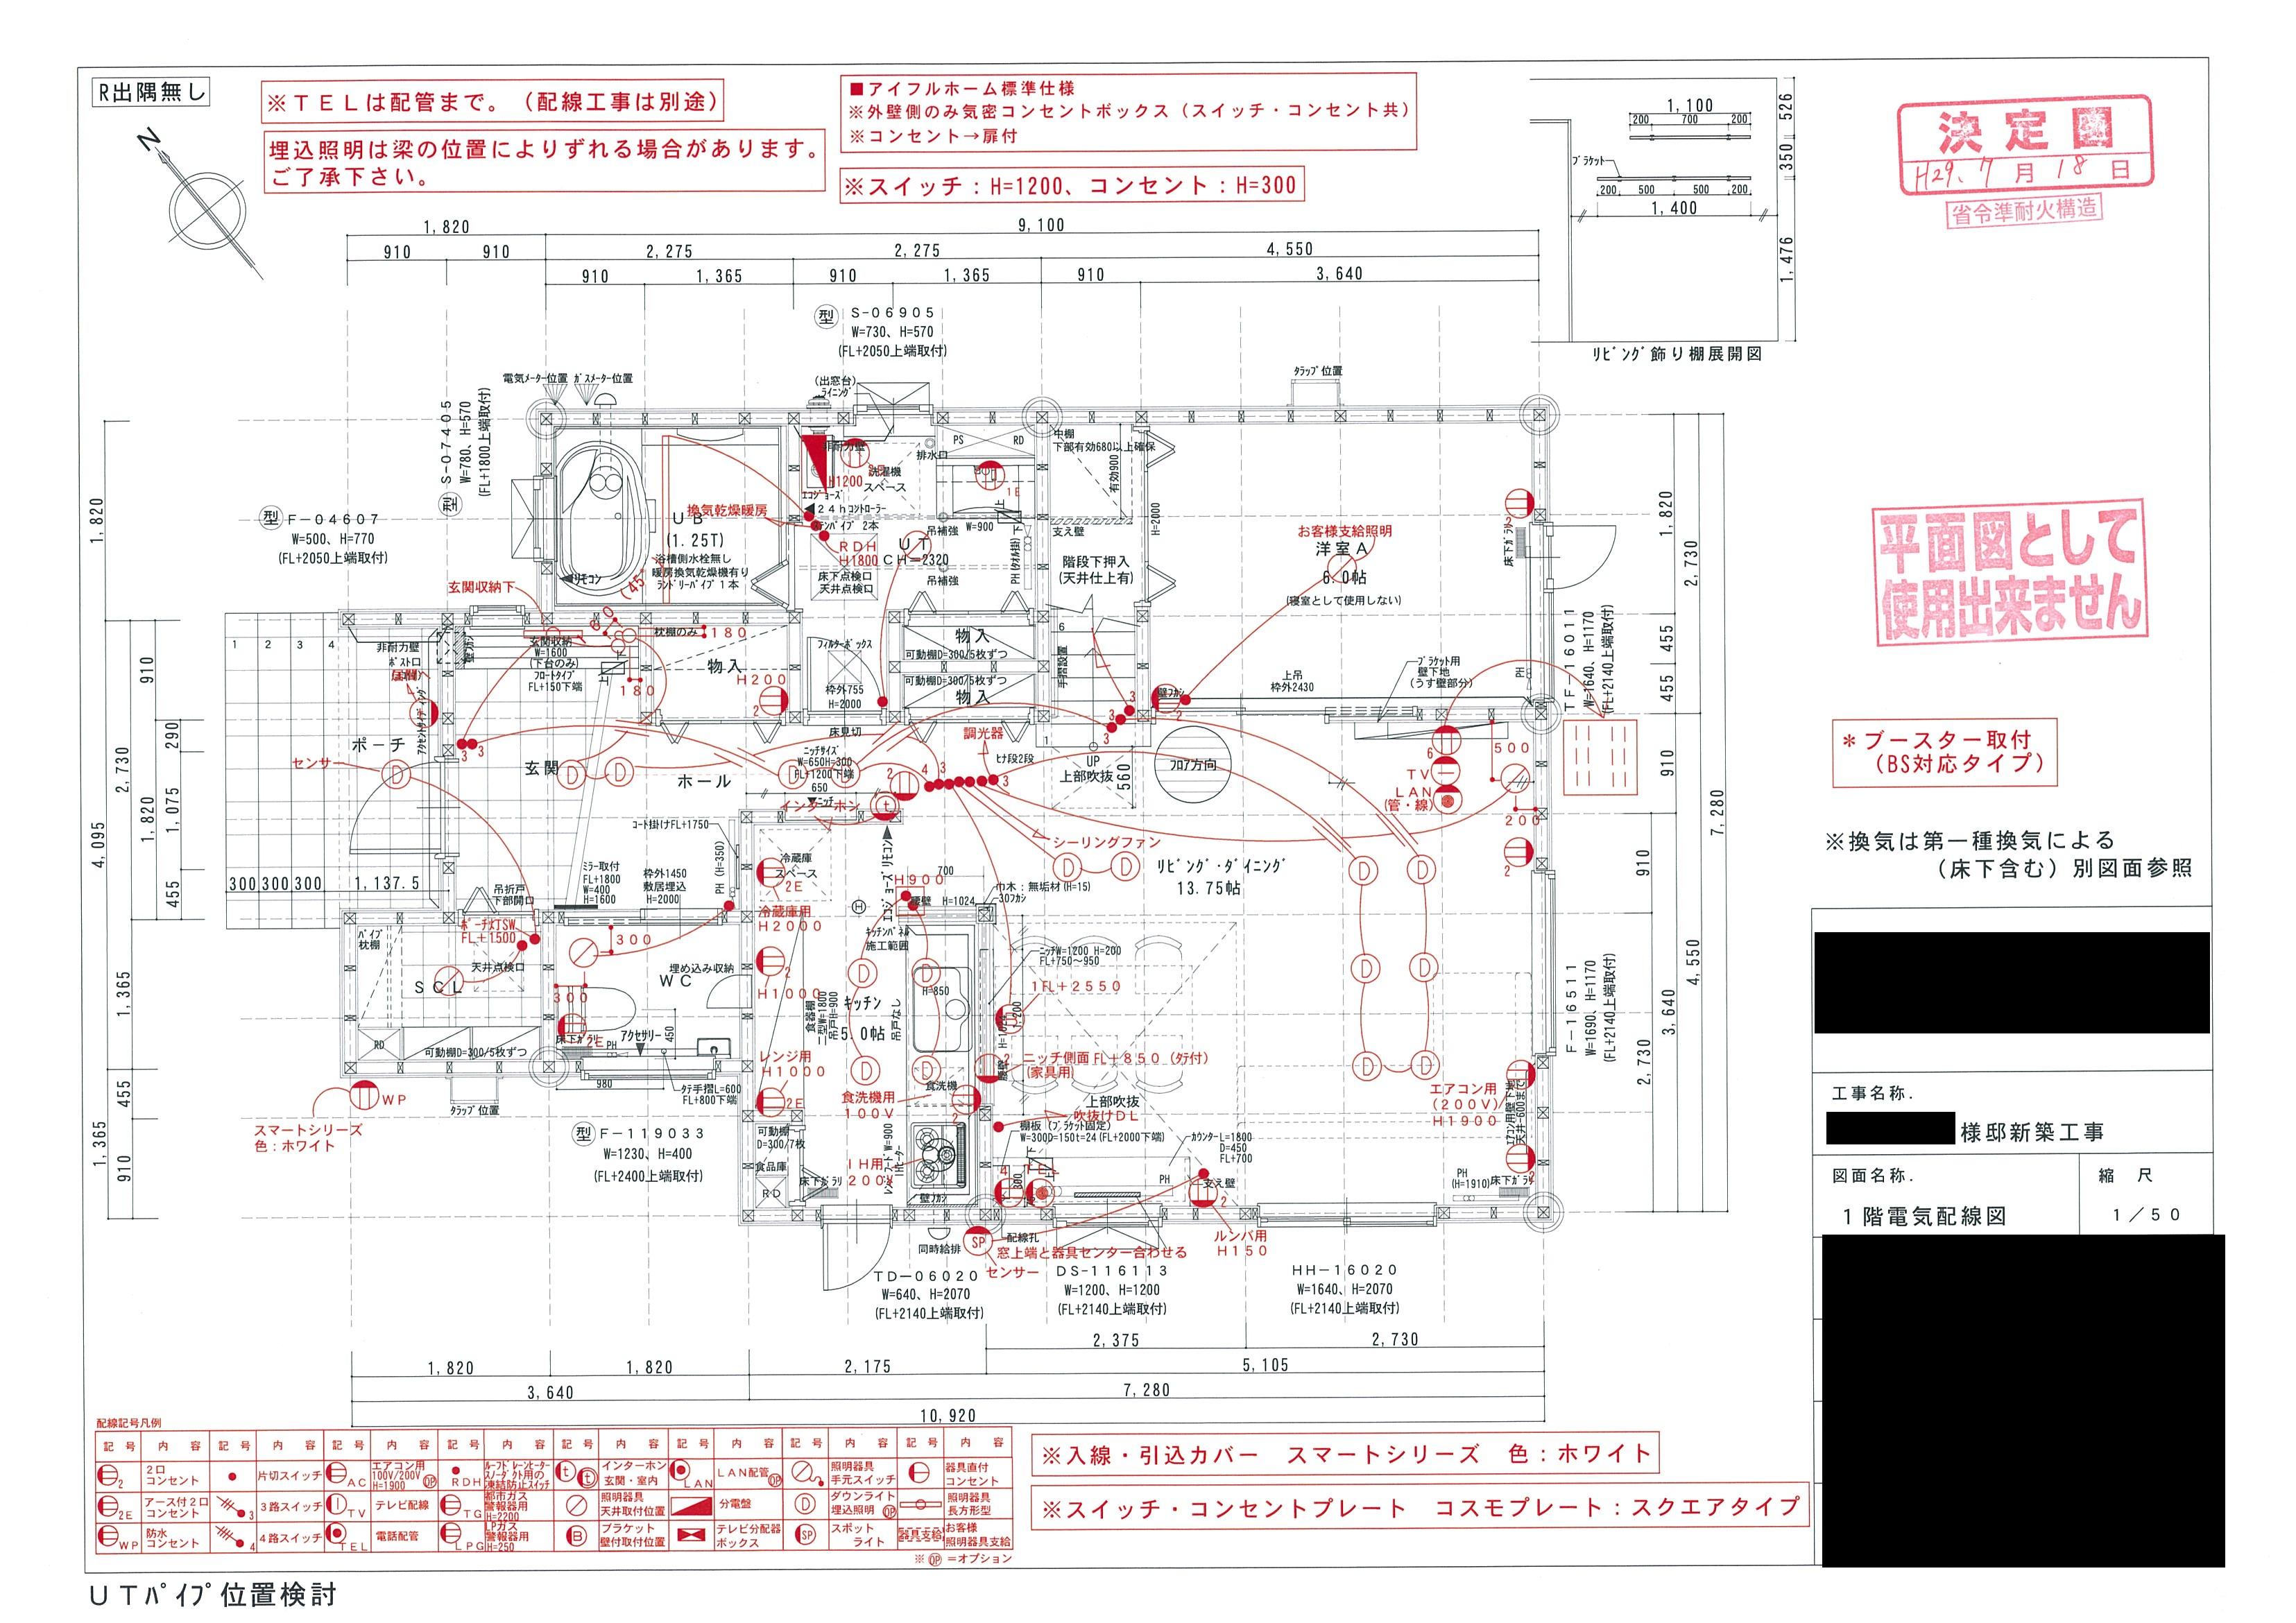 R出隅無し
※TELは配管まで。（配線工事は別途）
埋込照明は梁の位置によりずれる場合があります。
ご了承下さい。
■アイフルホーム標準仕様
※外壁側のみ気密コンセントボックス（スイッチ・コンセント共）
※コンセント→扉付
※スイッチ：H=1200、コンセント：H=300
N
1,100
200 700 200
ﾌﾞﾗｹｯﾄ
200 500 500 200
1,400
526
350
1,476
ﾘﾋﾞﾝｸﾞ飾り棚展開図
決定図
H29.7月18日
省令準耐火構造
平面図として
使用出来ません
＊ブースター取付
（BS対応タイプ）
※換気は第一種換気による
（床下含む）別図面参照
1,820 9,100
910 910 2,275 2,275 4,550
910 1,365 910 1,365 910 3,640
型 S-06905
W=730、H=570
(FL+2050上端取付)
電気ﾒｰﾀｰ位置 ｶﾞｽﾒｰﾀｰ位置
(出窓台)
ﾗｲﾆﾝｸﾞ
ﾀﾗｯﾌﾟ位置
型 S-07405
W=780、H=570
(FL+1800上端取付)
型 F-04607
W=500、H=770
(FL+2050上端取付)
非耐力壁
洗濯機
スペース
排水口
PS RD
中棚
下部有効680以上確保
有効900
H1200
24hｺﾝﾄﾛｰﾗｰ
換気乾燥暖房
UB
(1.25T)
浴槽側水栓無し
暖房換気乾燥機有り
ﾗﾝﾄﾞﾘｰﾊﾟｲﾌﾟ1本
ﾘﾓｺﾝ
RDH
H1800
UT
CH=2320
床下点検口
天井点検口
吊補強
吊補強
W=900
1E
支え壁
H=2000
階段下押入
(天井仕上有)
お客様支給照明
洋室A
6.0帖
(寝室として使用しない)
床下ｶﾞﾗﾘ
TF-16011
W=1640、H=1170
(FL+2140上端取付)
玄関収納下
玄関収納
W=1600
(下台のみ)
ﾌﾛｰﾄﾀｲﾌﾟ
FL+150下端
枕棚のみ
180
180
物入
H200
2
ﾌｨﾙﾀｰﾎﾞｯｸｽ
枠外755
H=2000
物入
可動棚D=300/5枚ずつ
可動棚D=300/5枚ずつ
物入
手摺設置
上吊
枠外2430
ﾌﾞﾗｹｯﾄ用
壁下地
(うす壁部分)
PH
1 2 3 4
非耐力壁
ﾎﾟｽﾄ口
ポーチ
センサー
玄関
ホール
床見切
ﾆｯﾁｻｲｽﾞ
W=650H=300
FL+1200下端
650
インターホン
調光器
ﾋﾅ段2段
UP
上部吹抜
560
ﾌﾛｱ方向
シーリングファン
TV
LAN
(管・線)
500
200
300 300 300 1,137.5
吊折戸
下部開口
ﾐﾗｰ取付
FL+1800
W=400
H=1600
枠外1450
敷居埋込
H=2000
ｺｰﾄ掛けFL+1750
PH (H=350)
冷蔵庫
スペース
2E
冷蔵庫用
H2000
H900
腰壁 H=1024
700
巾木：無垢材(H=15)
30ﾌｶｼ
ｷｯﾁﾝﾊﾟﾈﾙ
施工範囲
ﾘﾋﾞﾝｸﾞ・ﾀﾞｲﾆﾝｸﾞ
13.75帖
ﾎﾟｰﾁ灯SW
FL+1500
ﾊﾟｲﾌﾟ
枕棚
SCL
天井点検口
300
埋め込み収納
WC
300
H1000
キッチン
5.0帖
吊戸なし
H=850
ﾆｯﾁW=1200 H=200
FL+750～950
1FL+2550
RD
可動棚D=300/5枚ずつ
2E
PH
ｱｸｾｻﾘｰ
450
980
ﾀﾃ手摺L=600
FL+800下端
レンジ用
H1000
2E
食洗機
食洗機用
100V
ニッチ側面FL+850（ﾀﾃ付）
（家具用）
上部吹抜
吹抜けDL
棚板(ﾌﾞﾗｹｯﾄ固定)
W=300D=150t=24(FL+2000下端)
ｶｳﾝﾀｰL=1800
D=450
FL+700
エアコン用
(200V)
H1900
F-16511
W=1690、H=1170
(FL+2140上端取付)
WP
スマートシリーズ
色：ホワイト
ﾀﾗｯﾌﾟ位置
型 F-119033
W=1230、H=400
(FL+2400上端取付)
可動棚
D=300/7枚
食品庫
RD
床下ｶﾞﾗﾘ
IH用
200V
壁ﾌｶｼ
PH
支え壁
PH
(H=1910)
床下ｶﾞﾗﾘ
同時給排
SP
配線孔
窓上端と器具センター合わせる
センサー
ルンバ用
H150
TD-06020
W=640、H=2070
(FL+2140上端取付)
DS-116113
W=1200、H=1200
(FL+2140上端取付)
HH-16020
W=1640、H=2070
(FL+2140上端取付)
1,820
910
290
2,730
1,820
1,075
4,095
455
1,365
455
1,365
910
1,820
2,730
455
455
910
7,280
910
4,550
3,640
2,730
2,375 2,730
1,820 1,820 2,175 5,105
3,640 7,280
10,920
工事名称.
様邸新築工事
図面名称.
縮尺
1階電気配線図
1／50
配線記号凡例
記号 内容 記号 内容 記号 内容 記号 内容 記号 内容 記号 内容 記号 内容 記号 内容
2 2口コンセント 片切スイッチ AC エアコン用100V/200V H=1900 OP RDH ﾙｰﾌﾄﾞﾚｰﾝﾋｰﾀｰ ｽﾉｰﾀﾞｸﾄ用の凍結防止スイッチ t t インターホン玄関・室内 LAN LAN配管 OP 照明器具手元スイッチ 器具直付コンセント
2E アース付2口コンセント 3 3路スイッチ TV テレビ配線 TG 都市ガス警報器用H=2200 照明器具天井取付位置 分電盤 D ダウンライト埋込照明 OP 照明器具長方形型
WP 防水コンセント 4 4路スイッチ TEL 電話配管 LPG LPガス警報器用H=250 B ブラケット壁付取付位置 テレビ分配器ボックス SP スポットライト 器具支給 お客様照明器具支給
※OP=オプション
※入線・引込カバー スマートシリーズ 色：ホワイト
※スイッチ・コンセントプレート コスモプレート：スクエアタイプ
UTﾊﾟｲﾌﾟ位置検討